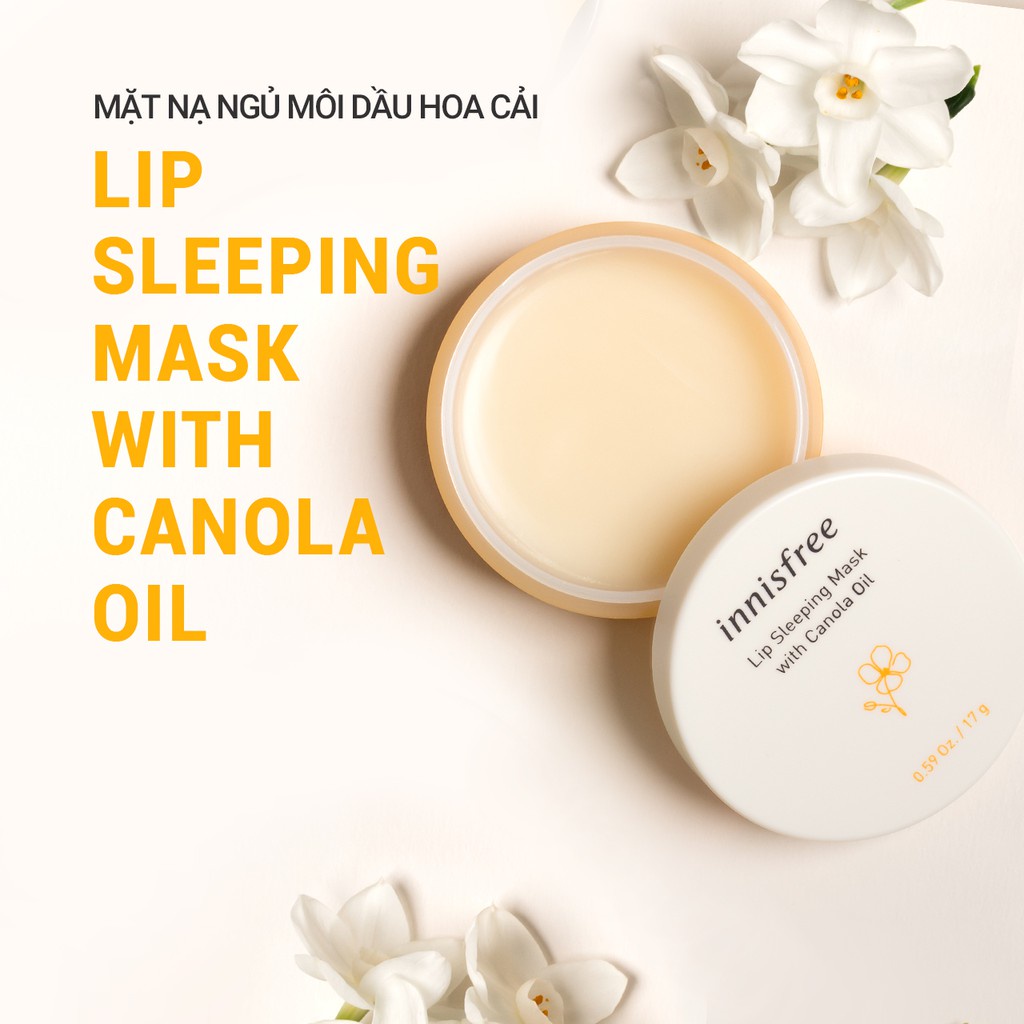 MẶT NẠ NGỦ MÔI DẦU HOA CẢI
LIP
SLEEPING
MASK
WITH
CANOLA
OIL
innisfree
Lip Sleeping Mask
with Canola Oil
0.59 Oz. / 17 g